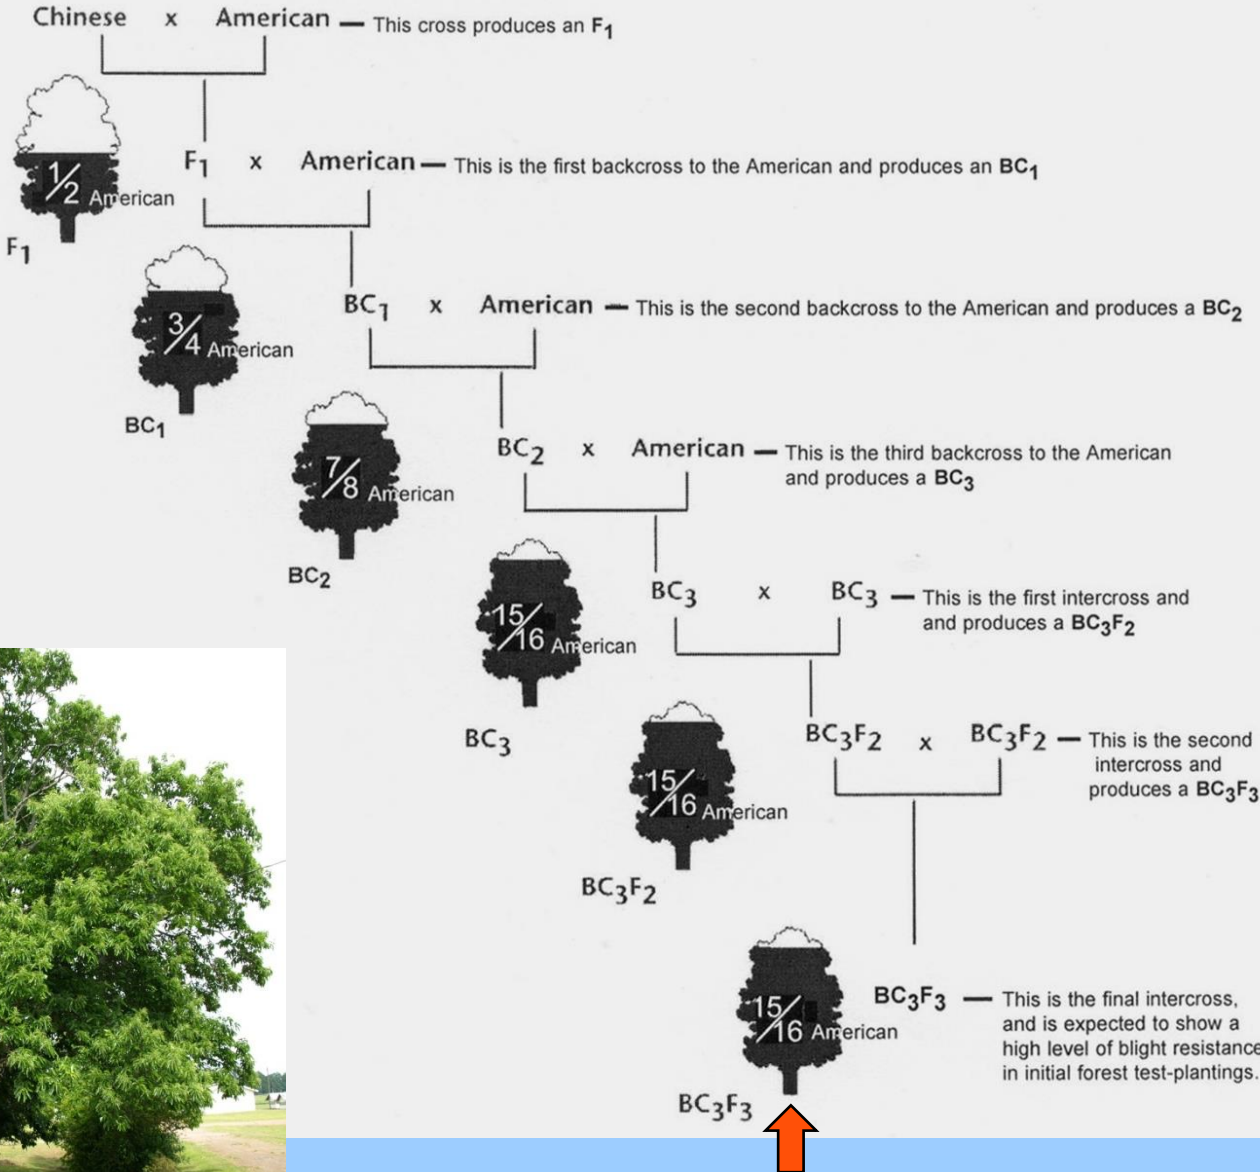 Chinese x American — This cross produces an F₁
1/2 American
F₁
F₁ x American — This is the first backcross to the American and produces an BC₁
3/4 American
BC₁
BC₁ x American — This is the second backcross to the American and produces a BC₂
7/8 American
BC₂
BC₂ x American — This is the third backcross to the American
and produces a BC₃
15/16 American
BC₃
BC₃ x BC₃ — This is the first intercross and
and produces a BC₃F₂
15/16 American
BC₃F₂
BC₃F₂ x BC₃F₂ — This is the second
intercross and
produces a BC₃F₃
15/16 American
BC₃F₃
BC₃F₃ — This is the final intercross,
and is expected to show a
high level of blight resistance
in initial forest test-plantings.